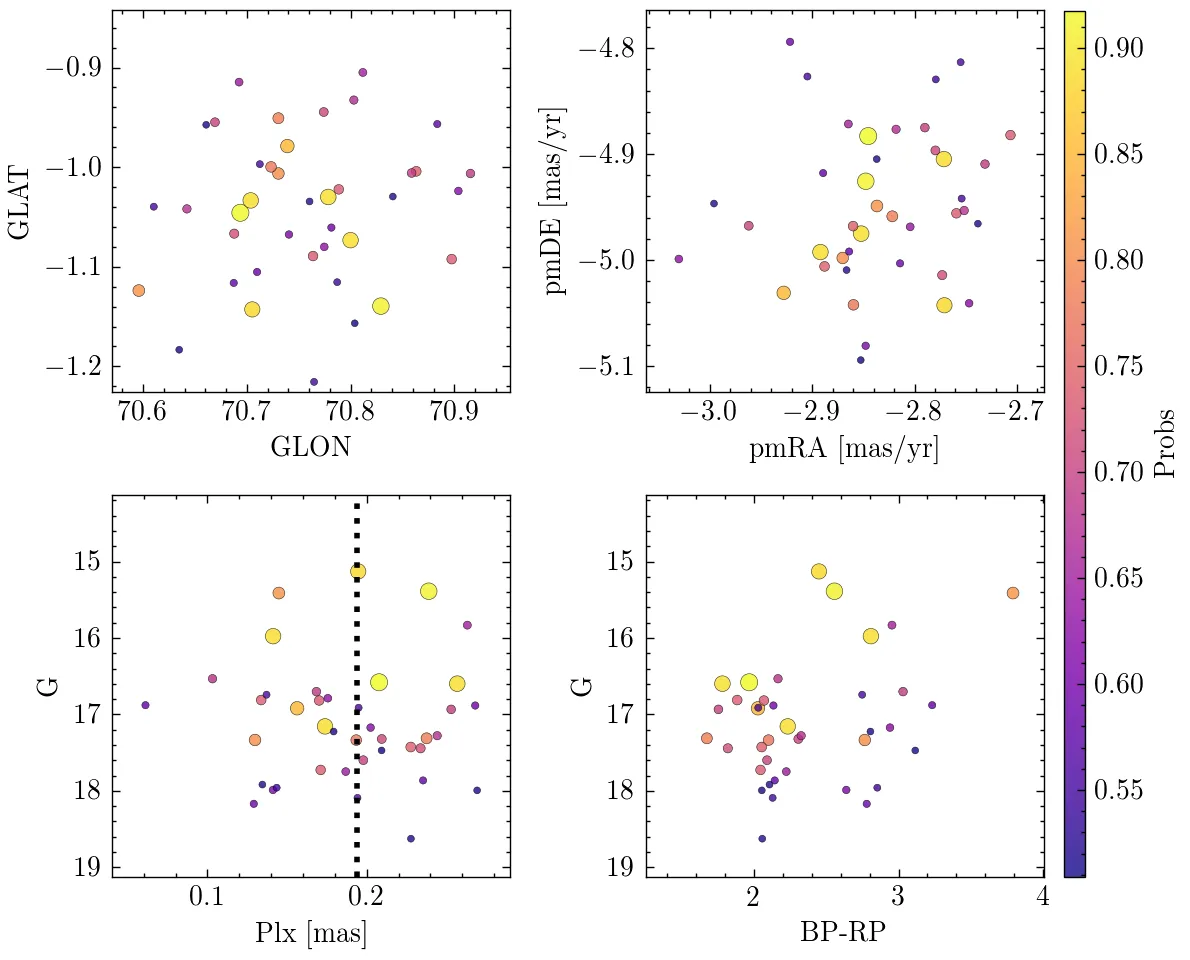 −0.9
−1.0
−1.1
−1.2
GLAT
70.6 70.7 70.8 70.9
GLON
−4.8
−4.9
−5.0
−5.1
pmDE [mas/yr]
−3.0 −2.9 −2.8 −2.7
pmRA [mas/yr]
0.90
0.85
0.80
0.75
0.70
0.65
0.60
0.55
Probs
15
16
17
18
19
G
0.1 0.2
Plx [mas]
15
16
17
18
19
G
2 3 4
BP-RP